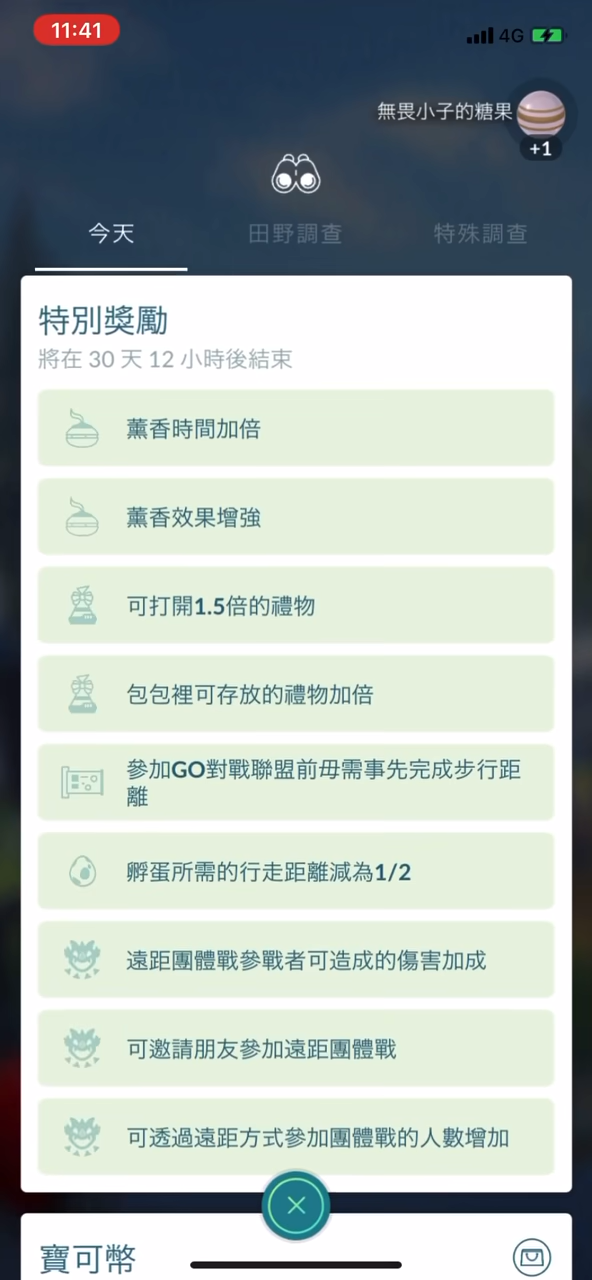 11:41
4G
無畏小子的糖果
+1
今天
田野調查
特殊調查
特別獎勵
將在 30 天 12 小時後結束
薰香時間加倍
薰香效果增強
可打開1.5倍的禮物
包包裡可存放的禮物加倍
參加GO對戰聯盟前毋需事先完成步行距
離
孵蛋所需的行走距離減為1/2
遠距團體戰參戰者可造成的傷害加成
可邀請朋友參加遠距團體戰
可透過遠距方式參加團體戰的人數增加
寶可幣